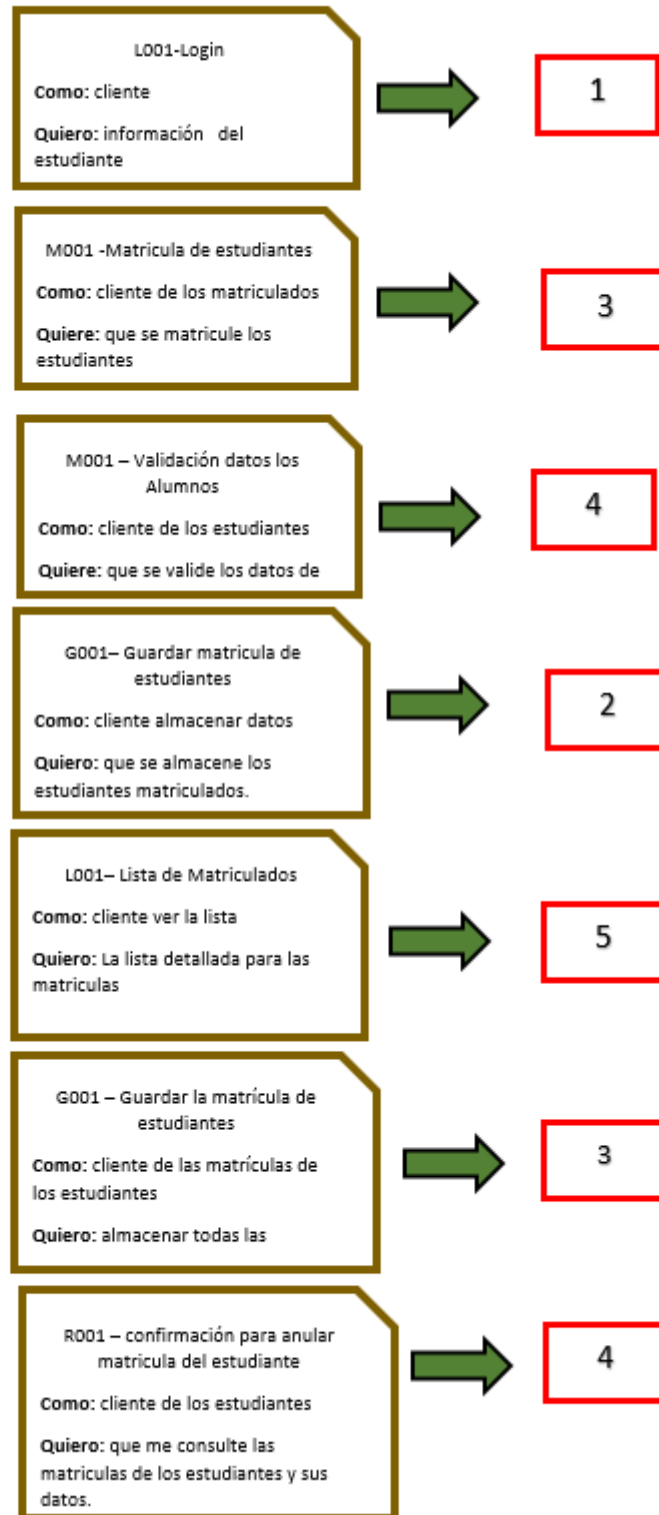 L001-Login
Como: cliente
Quiero: información del
estudiante
1
M001 -Matricula de estudiantes
Como: cliente de los matriculados
Quiere: que se matricule los
estudiantes
3
M001 – Validación datos los
Alumnos
Como: cliente de los estudiantes
Quiere: que se valide los datos de
4
G001– Guardar matricula de
estudiantes
Como: cliente almacenar datos
Quiero: que se almacene los
estudiantes matriculados.
2
L001– Lista de Matriculados
Como: cliente ver la lista
Quiero: La lista detallada para las
matriculas
5
G001 – Guardar la matrícula de
estudiantes
Como: cliente de las matrículas de
los estudiantes
Quiero: almacenar todas las
3
R001 – confirmación para anular
matricula del estudiante
Como: cliente de los estudiantes
Quiero: que me consulte las
matriculas de los estudiantes y sus
datos.
4